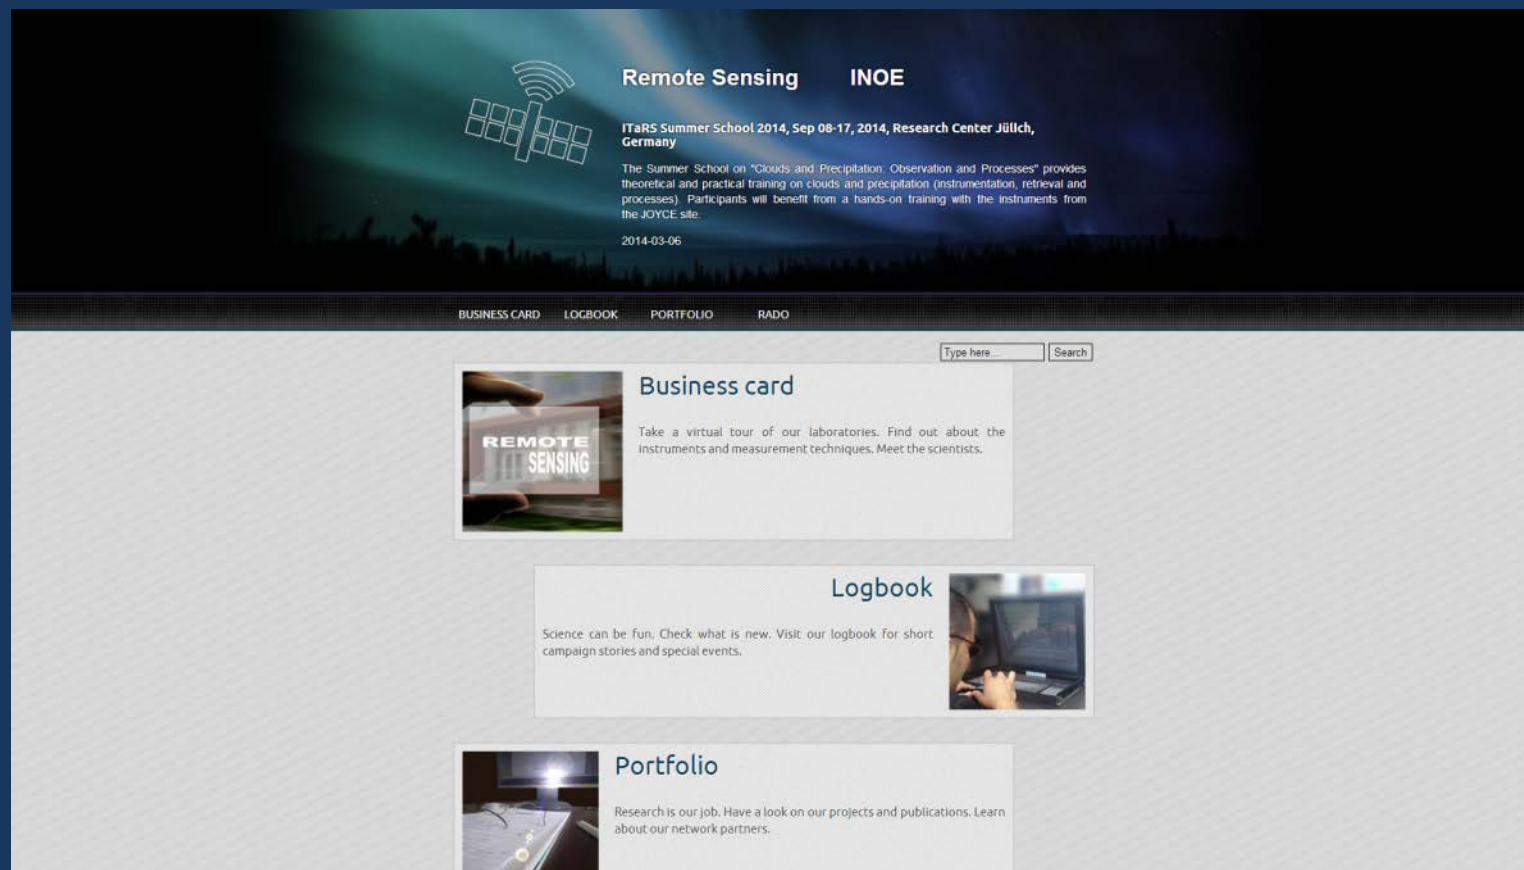 Remote Sensing INOE
ITaRS Summer School 2014, Sep 08-17, 2014, Research Center Jülich,
Germany
The Summer School on "Clouds and Precipitation: Observation and Processes" provides
theoretical and practical training on clouds and precipitation (instrumentation, retrieval and
processes). Participants will benefit from a hands-on training with the instruments from
the JOYCE site.
2014-03-06
BUSINESS CARD LOGBOOK PORTFOLIO RADO
Type here... Search
Business card
REMOTE
SENSING
Take a virtual tour of our laboratories. Find out about the
instruments and measurement techniques. Meet the scientists.
Logbook
Science can be fun. Check what is new. Visit our logbook for short
campaign stories and special events.
Portfolio
Research is our job. Have a look on our projects and publications. Learn
about our network partners.